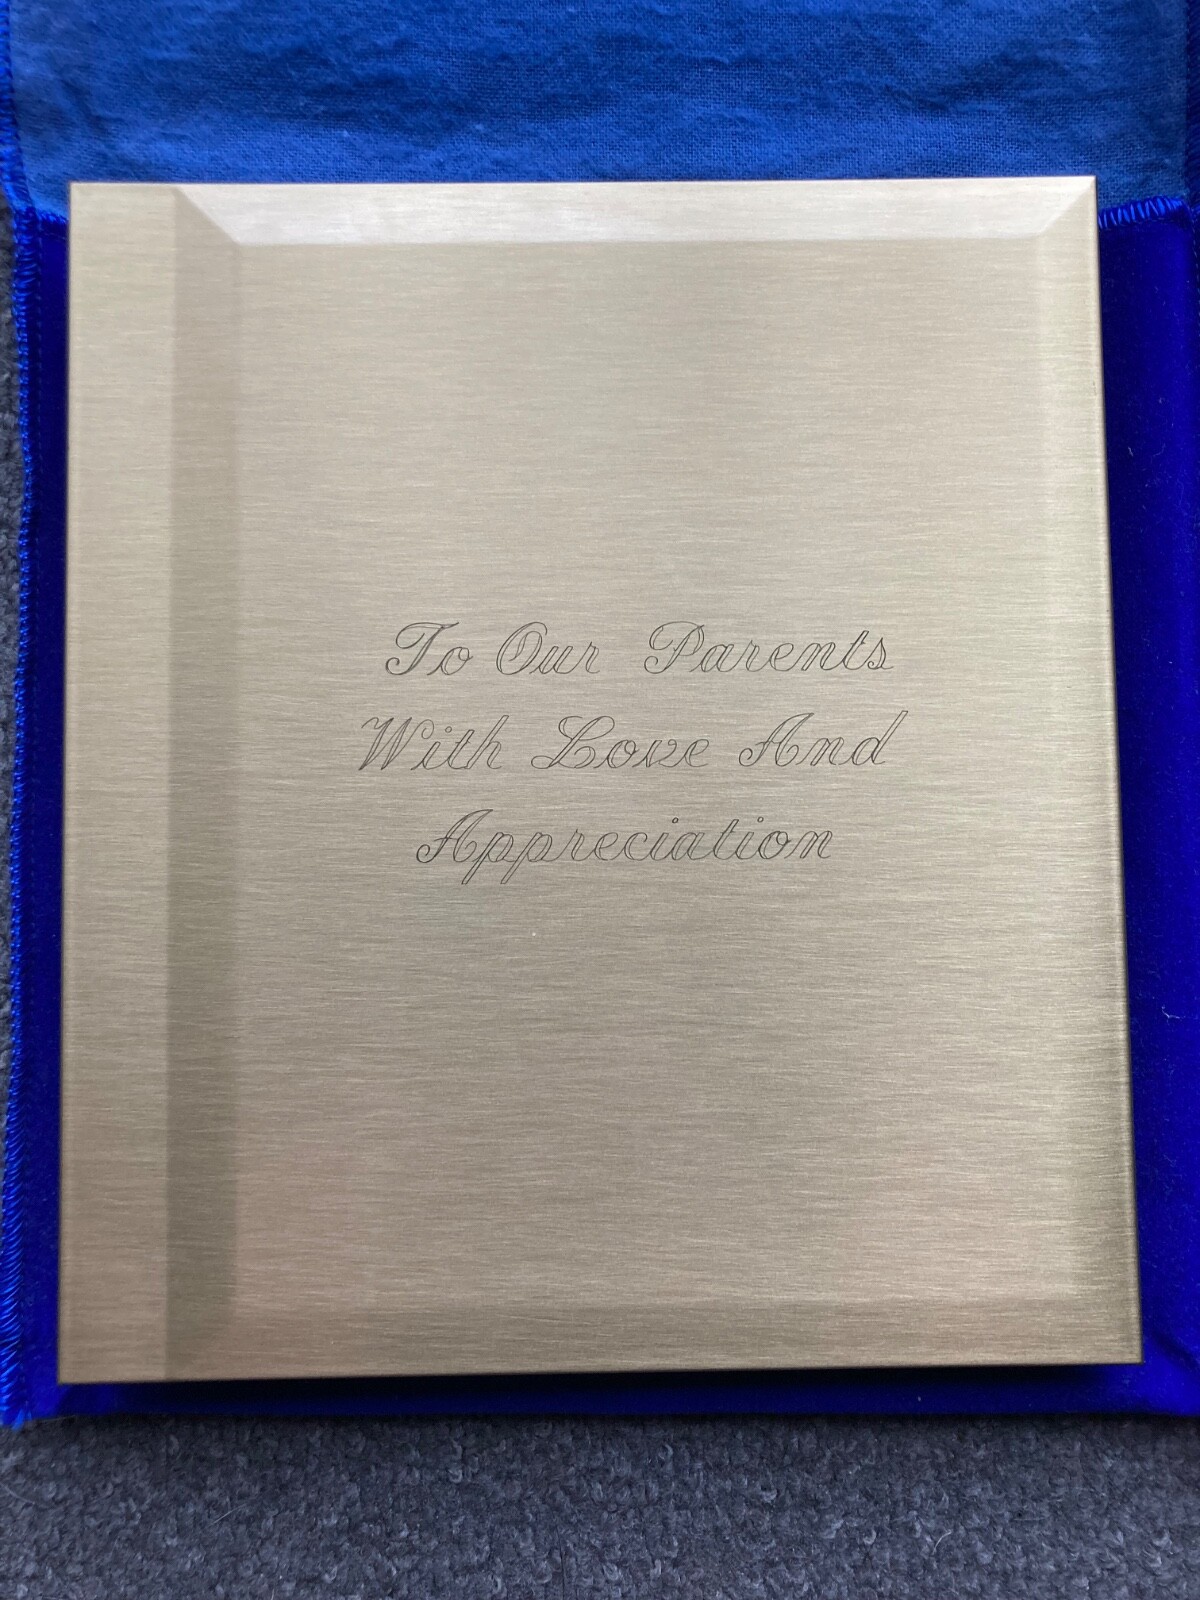 To Our Parents
With Love And
Appreciation